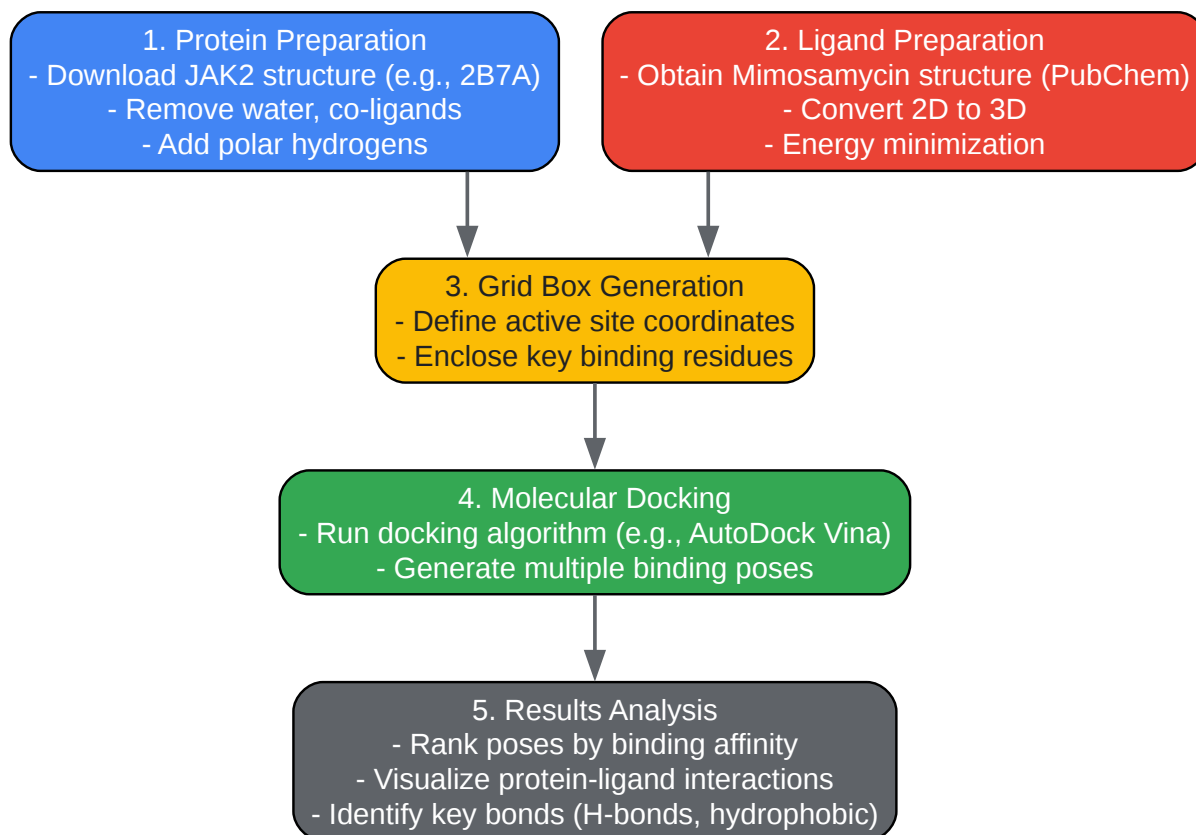 1. Protein Preparation
- Download JAK2 structure (e.g., 2B7A)
- Remove water, co-ligands
- Add polar hydrogens
2. Ligand Preparation
- Obtain Mimosamycin structure (PubChem)
- Convert 2D to 3D
- Energy minimization
3. Grid Box Generation
- Define active site coordinates
- Enclose key binding residues
4. Molecular Docking
- Run docking algorithm (e.g., AutoDock Vina)
- Generate multiple binding poses
5. Results Analysis
- Rank poses by binding affinity
- Visualize protein-ligand interactions
- Identify key bonds (H-bonds, hydrophobic)